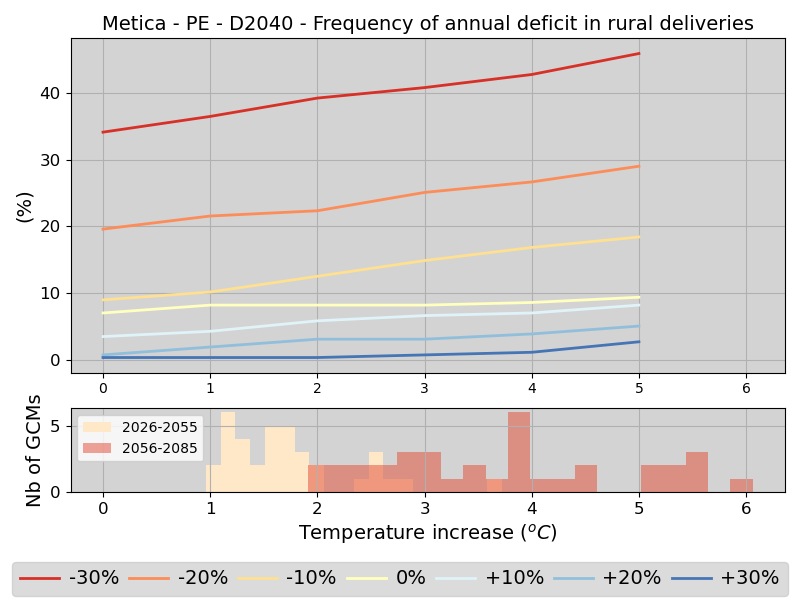 Metica - PE - D2040 - Frequency of annual deficit in rural deliveries
(%)
40
30
20
10
0
0 1 2 3 4 5 6
Nb of GCMs
5
0
2026-2055
2056-2085
0 1 2 3 4 5 6
Temperature increase (°C)
-30% -20% -10% 0% +10% +20% +30%